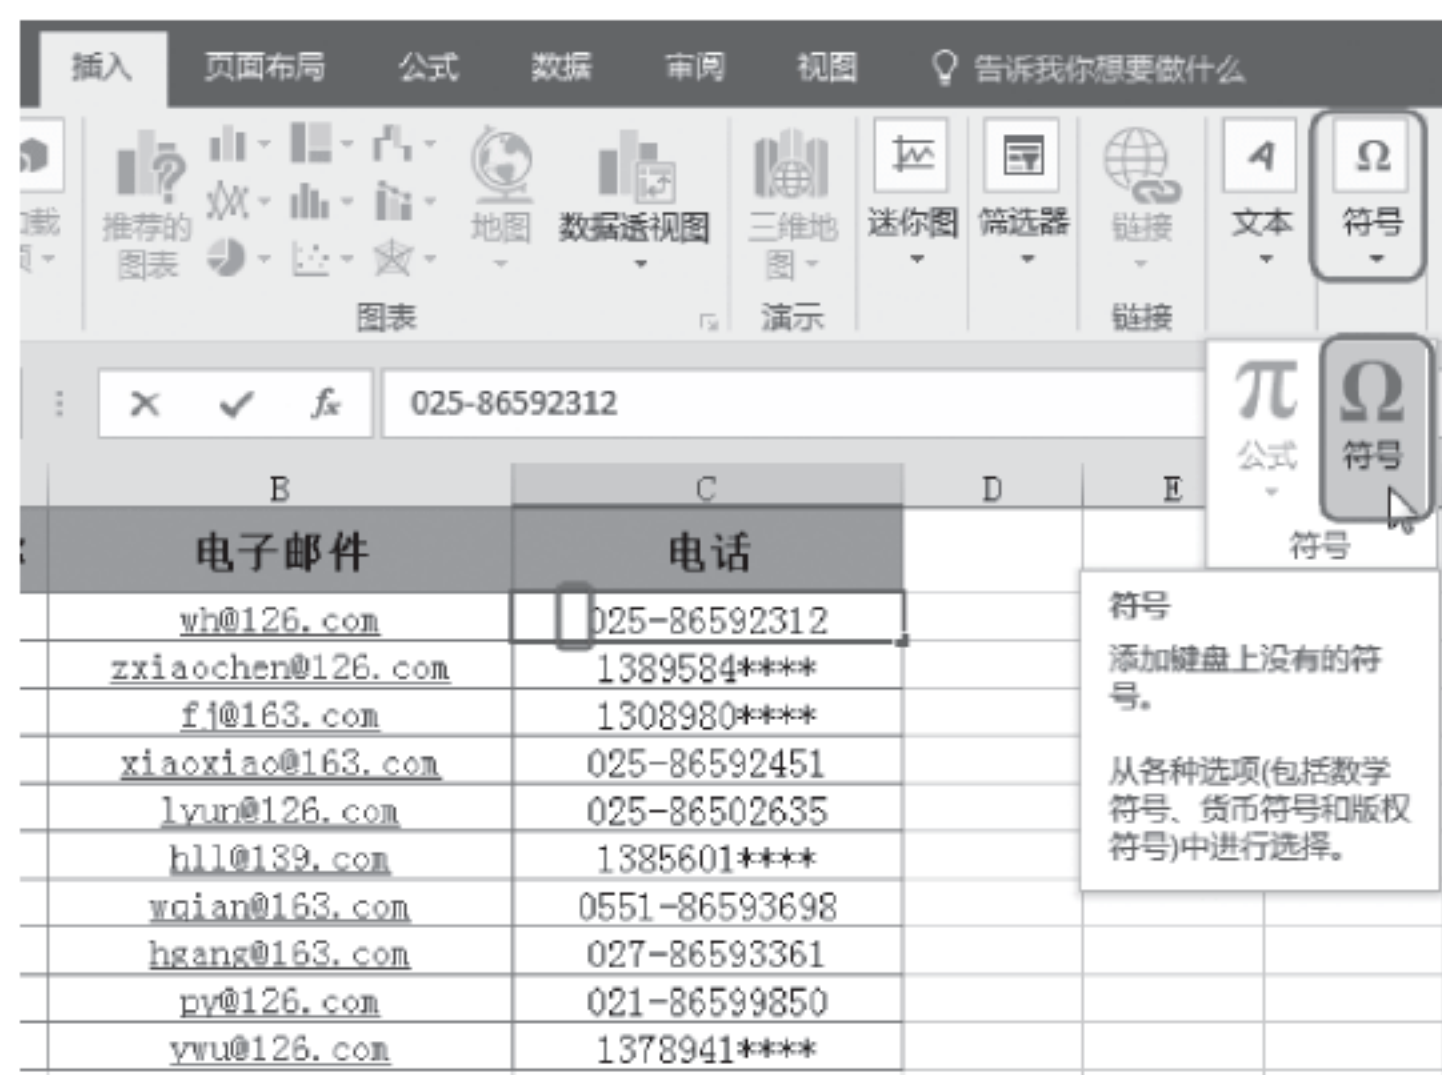 插入 页面布局 公式 数据 审阅 视图 告诉我你想要做什么
推荐的图表 地图 数据透视图 三维地图 迷你图 筛选器 链接 文本 符号
图表 演示 链接
025-86592312
π 公式 Ω 符号
符号
B C D E
电子邮件 电话
wh@126.com 025-86592312
zxiaochen@126.com 1389584****
fj@163.com 1308980****
xiaoxiao@163.com 025-86592451
lyun@126.com 025-86502635
hll@139.com 1385601****
wqian@163.com 0551-86593698
hgang@163.com 027-86593361
py@126.com 021-86599850
ywu@126.com 1378941****
符号
添加键盘上没有的符
号。
从各种选项(包括数学
符号、货币符号和版权
符号)中进行选择。